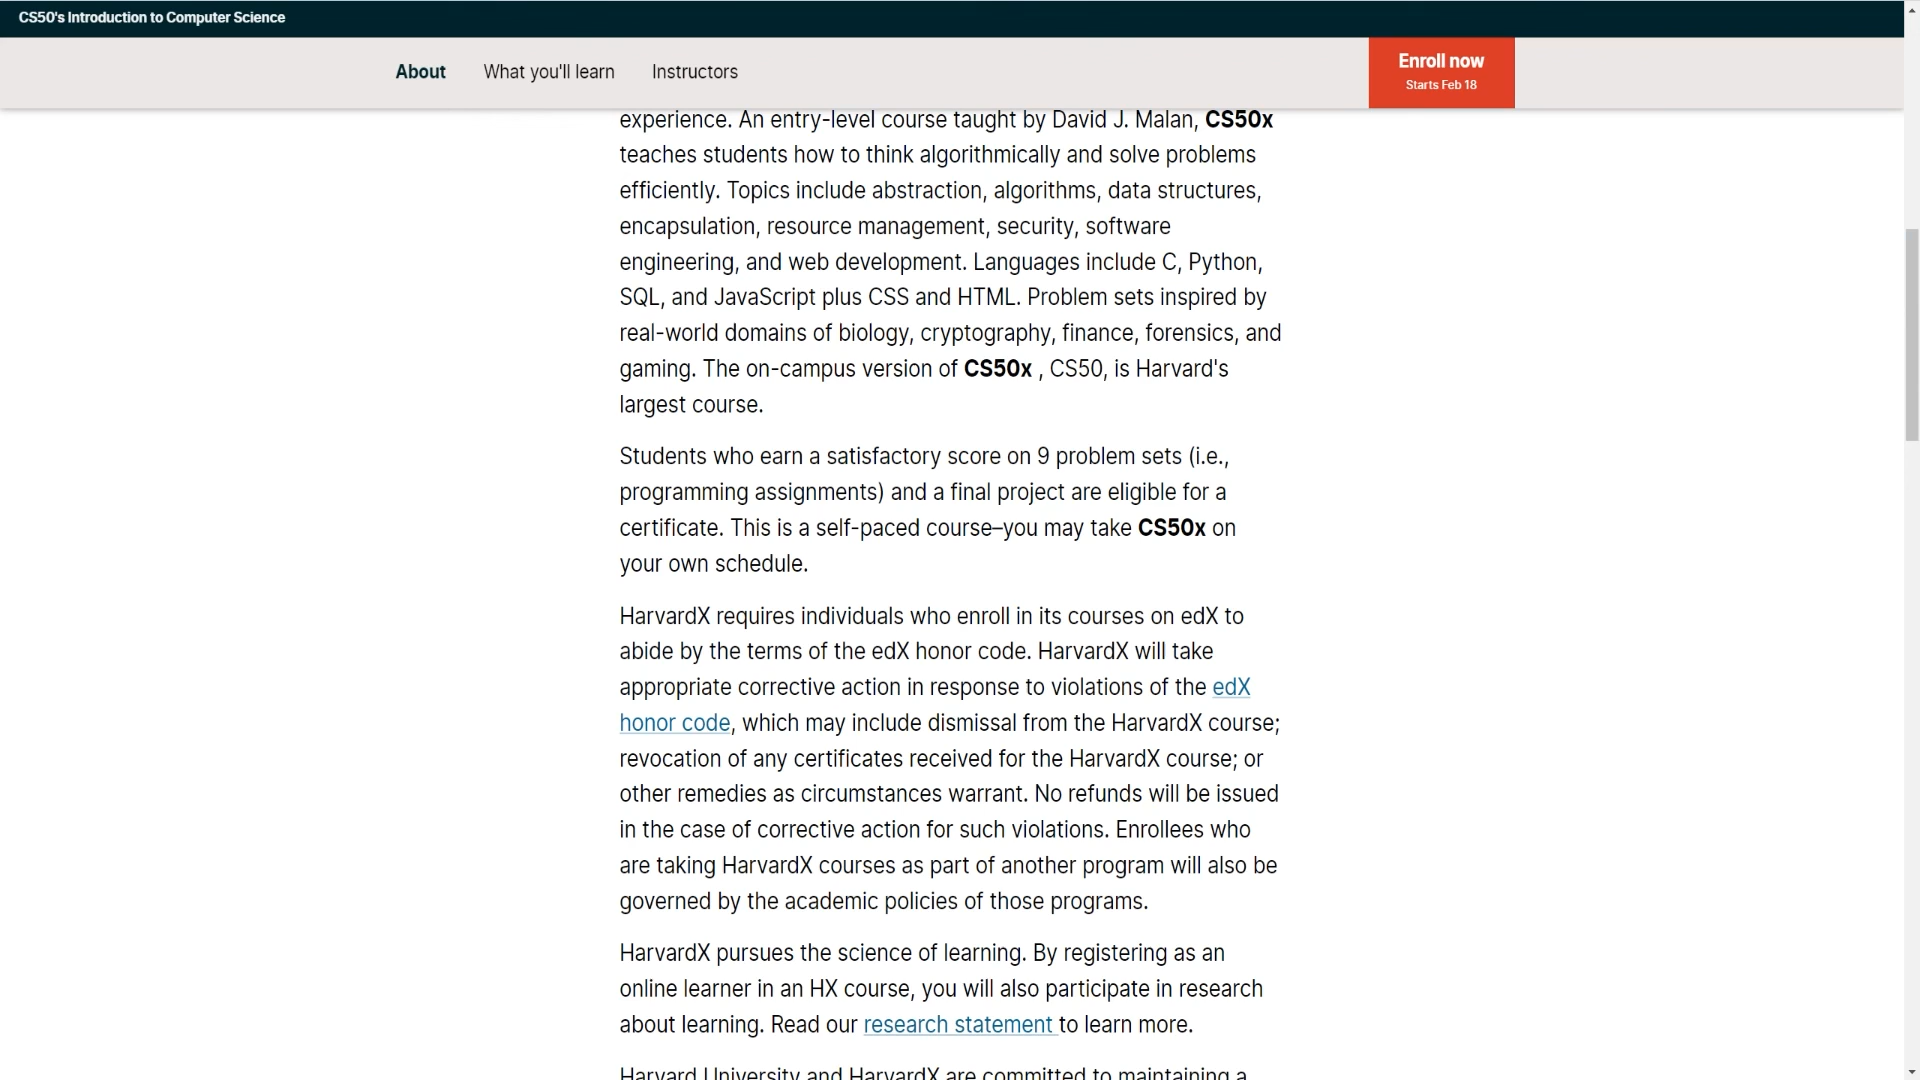 CS50's Introduction to Computer Science
About What you'll learn Instructors
Enroll now
Starts Feb 18
experience. An entry-level course taught by David J. Malan, CS50x
teaches students how to think algorithmically and solve problems
efficiently. Topics include abstraction, algorithms, data structures,
encapsulation, resource management, security, software
engineering, and web development. Languages include C, Python,
SQL, and JavaScript plus CSS and HTML. Problem sets inspired by
real-world domains of biology, cryptography, finance, forensics, and
gaming. The on-campus version of CS50x , CS50, is Harvard's
largest course.
Students who earn a satisfactory score on 9 problem sets (i.e.,
programming assignments) and a final project are eligible for a
certificate. This is a self-paced course–you may take CS50x on
your own schedule.
HarvardX requires individuals who enroll in its courses on edX to
abide by the terms of the edX honor code. HarvardX will take
appropriate corrective action in response to violations of the edX
honor code, which may include dismissal from the HarvardX course;
revocation of any certificates received for the HarvardX course; or
other remedies as circumstances warrant. No refunds will be issued
in the case of corrective action for such violations. Enrollees who
are taking HarvardX courses as part of another program will also be
governed by the academic policies of those programs.
HarvardX pursues the science of learning. By registering as an
online learner in an HX course, you will also participate in research
about learning. Read our research statement to learn more.
Harvard University and HarvardX are committed to maintaining a